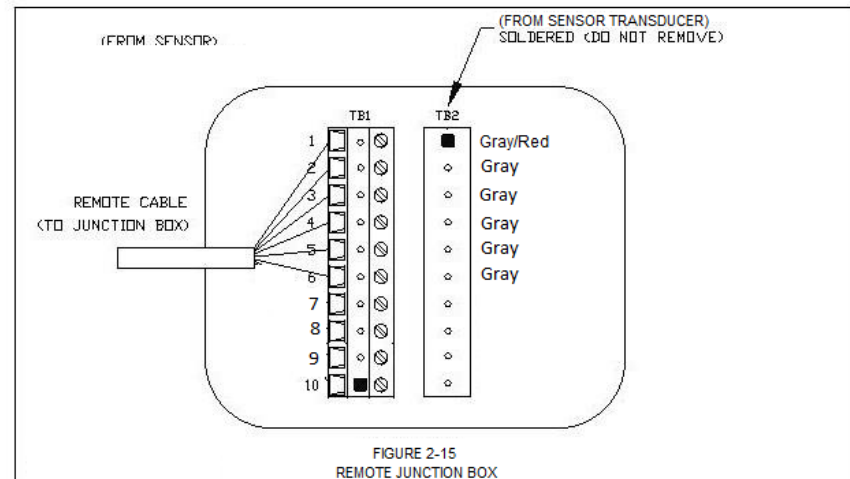 (FROM SENSOR TRANSDUCER)
SOLDERED (DO NOT REMOVE)
(FROM SENSOR)
TB1
TB2
1
Gray/Red
2
Gray
3
Gray
REMOTE CABLE
(TO JUNCTION BOX)
4
Gray
5
Gray
6
Gray
7
8
9
10
FIGURE 2-15
REMOTE JUNCTION BOX